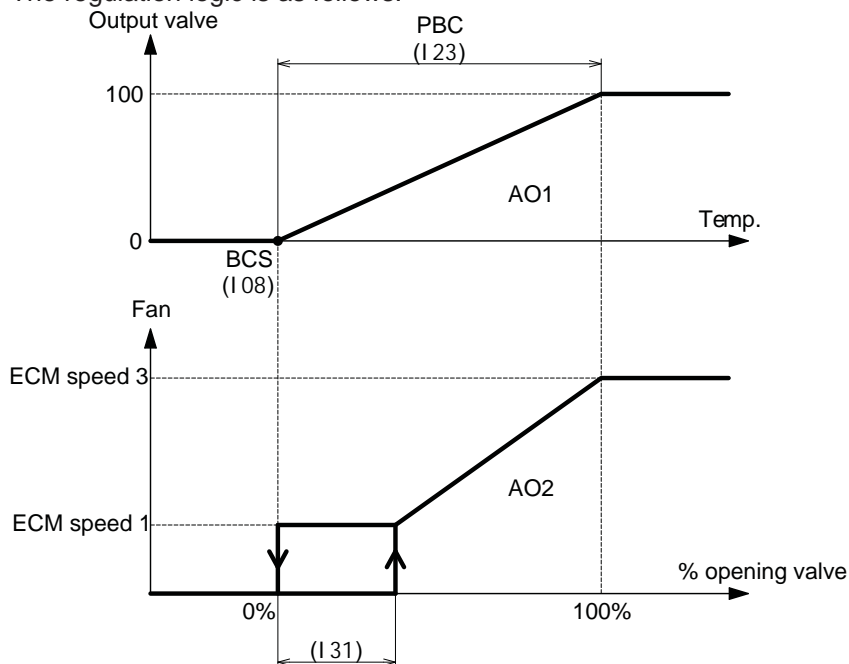 The regulation logic is as follows:
Output valve
PBC
(I23)
100
AO1
Temp.
0
BCS
(I08)
Fan
ECM speed 3
AO2
ECM speed 1
% opening valve
0%
100%
(I31)